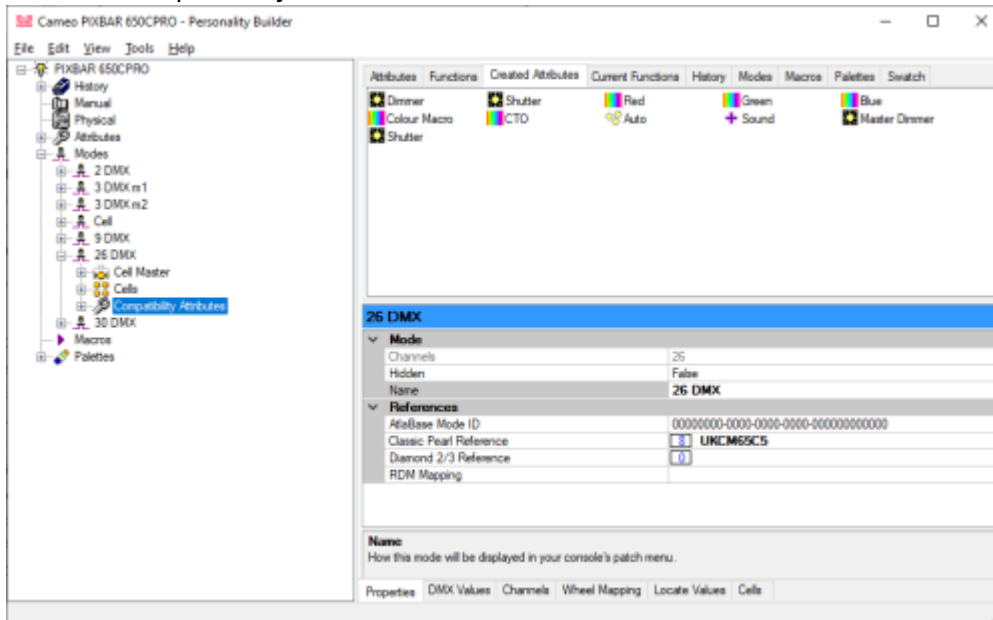 Cameo PIXBAR 650CPRO - Personality Builder
File Edit View Tools Help
PIXBAR 650CPRO
History
Manual
Physical
Attributes
Modes
2 DMX
3 DMX m1
3 DMX m2
Cell
9 DMX
26 DMX
Cell Master
Cells
Compatibility Attributes
30 DMX
Macros
Palettes
Attributes Functions Created Attributes Current Functions History Modes Macros Palettes Swatch
Dimmer Shutter Red Green Blue
Colour Macro CTO Auto Sound Master Dimmer
Shutter
26 DMX
Mode
Channels 26
Hidden False
Name 26 DMX
References
AtlaBase Mode ID 00000000-0000-0000-0000-000000000000
Classic Pearl Reference 8 UKCM65C5
Diamond 2/3 Reference 0
RDM Mapping
Name
How this mode will be displayed in your console's patch menu.
Properties DMX Values Channels Wheel Mapping Locate Values Cells